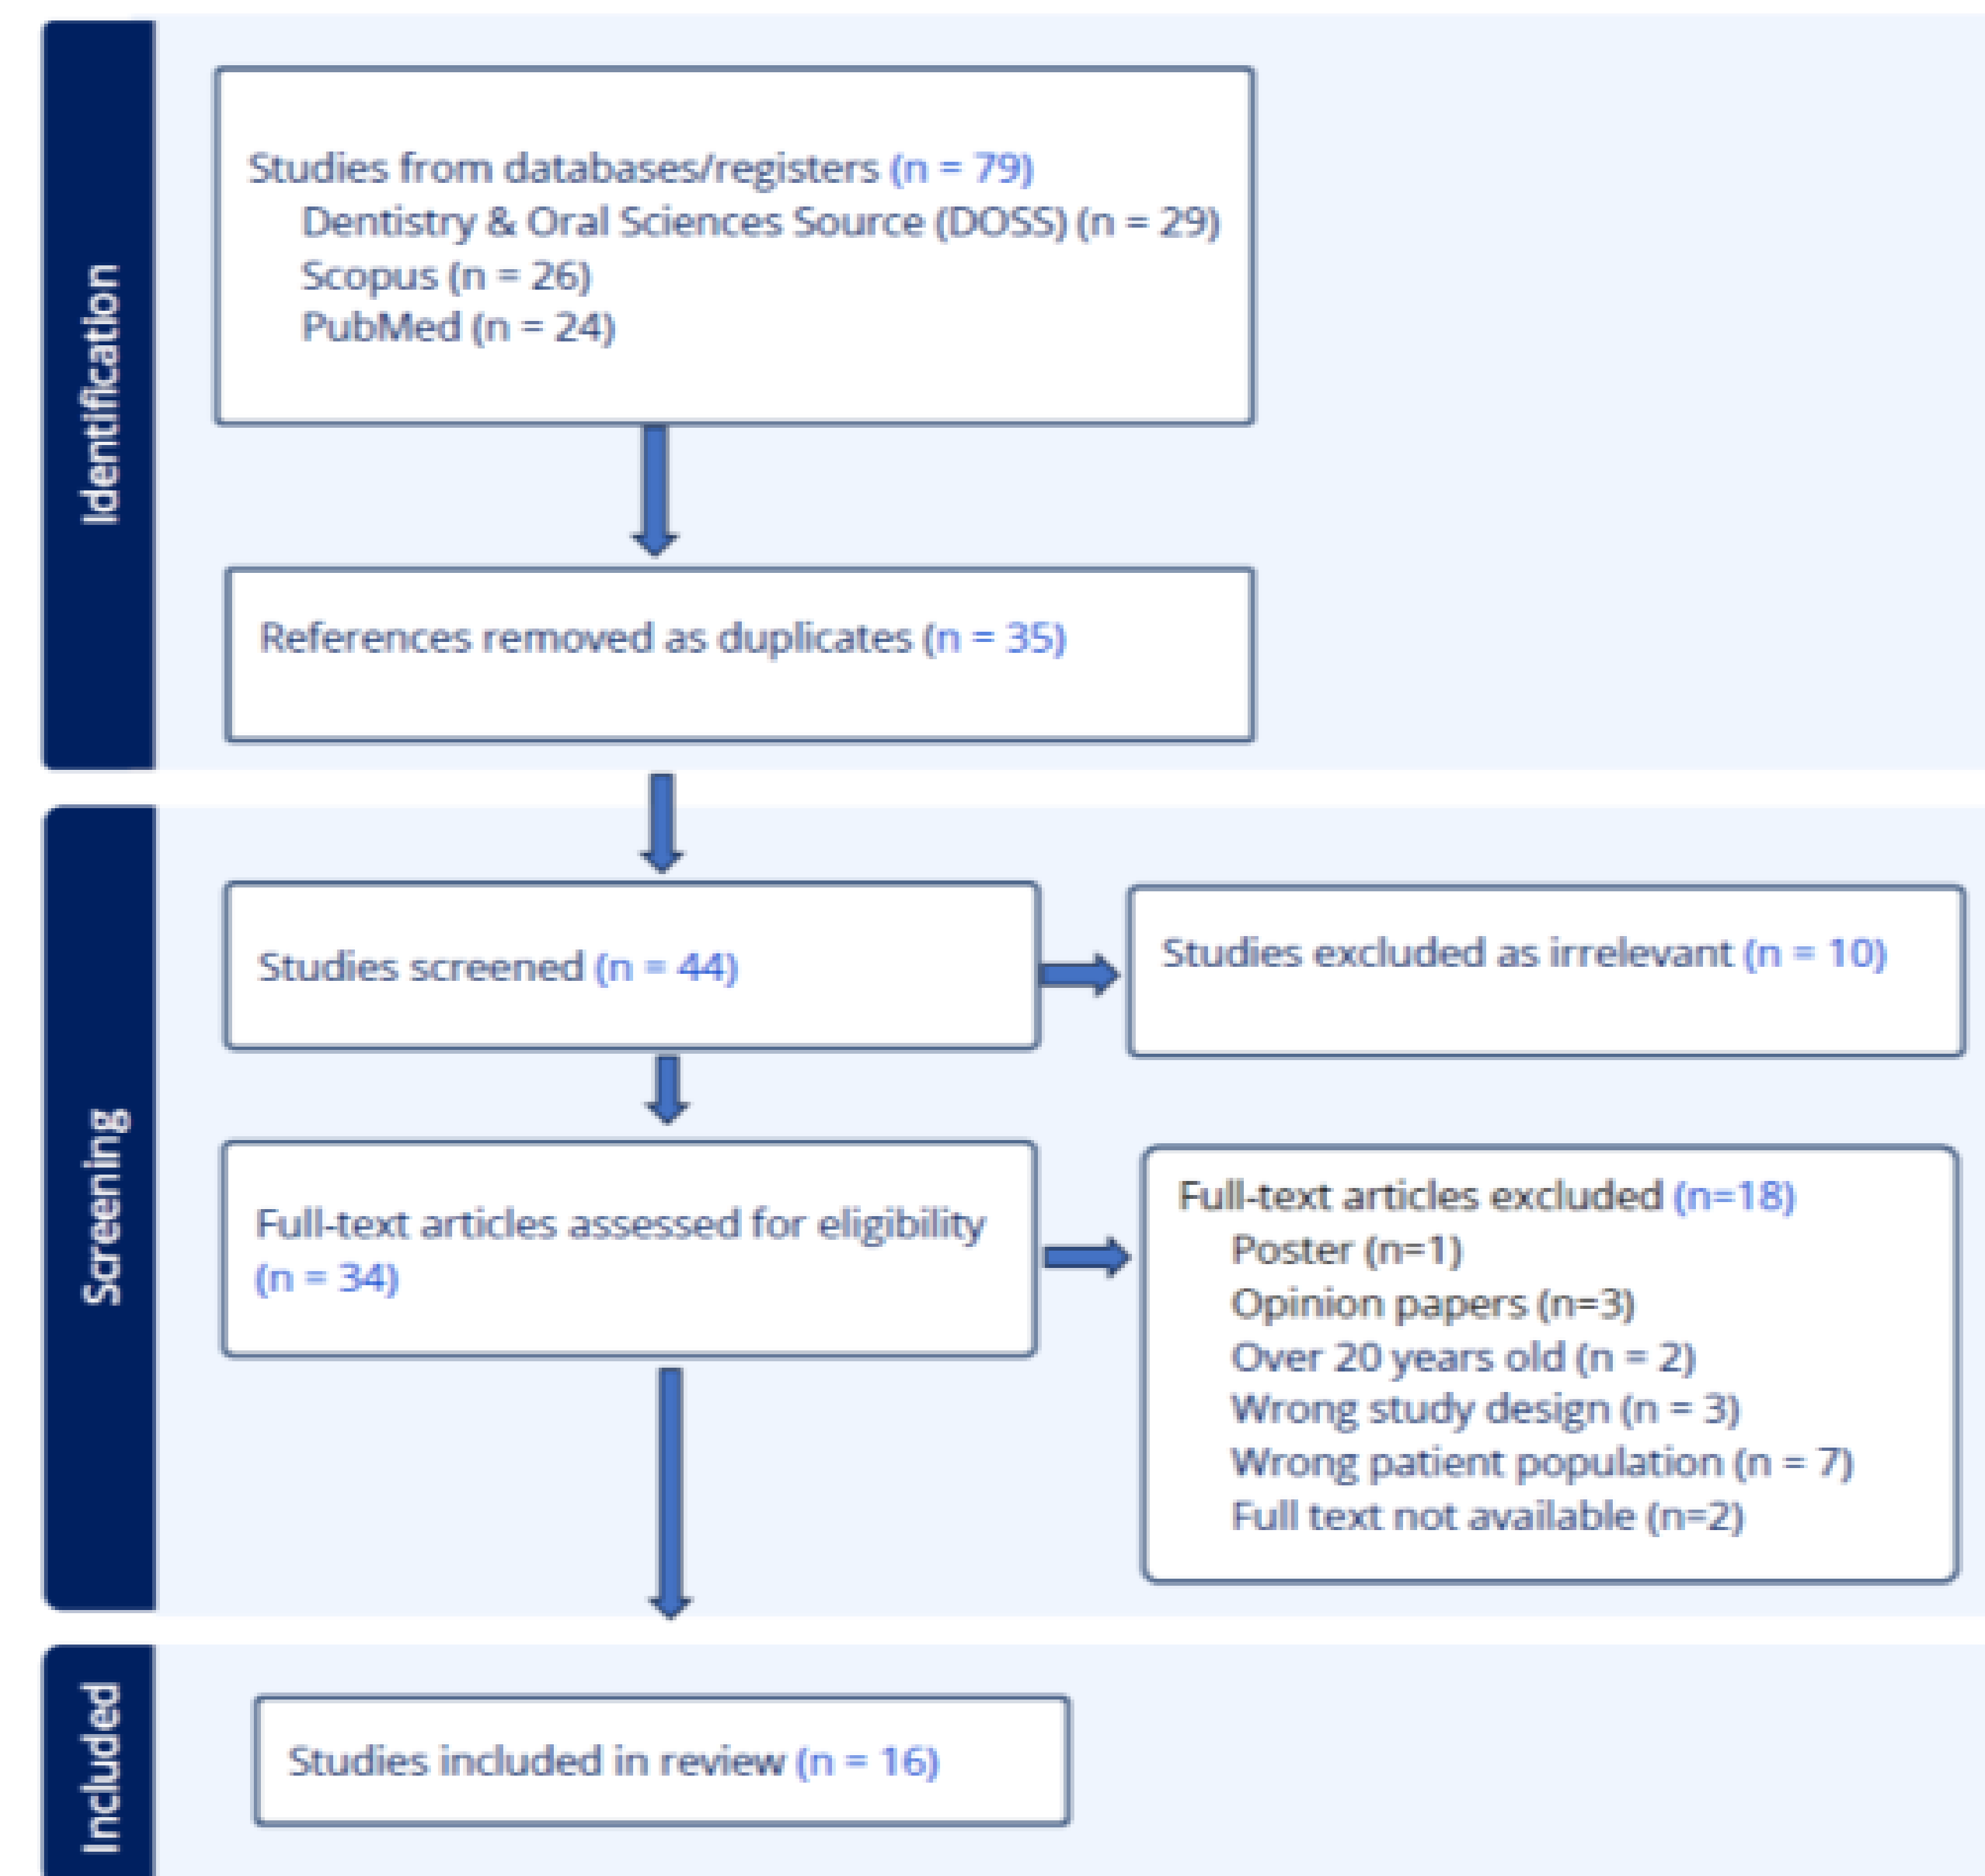 Identification
Studies from databases/registers (n = 79)
Dentistry & Oral Sciences Source (DOSS) (n = 29)
Scopus (n = 26)
PubMed (n = 24)
References removed as duplicates (n = 35)
Screening
Studies screened (n = 44)
Studies excluded as irrelevant (n = 10)
Full-text articles assessed for eligibility
(n = 34)
Full-text articles excluded (n=18)
Poster (n=1)
Opinion papers (n=3)
Over 20 years old (n = 2)
Wrong study design (n = 3)
Wrong patient population (n = 7)
Full text not available (n=2)
Included
Studies included in review (n = 16)